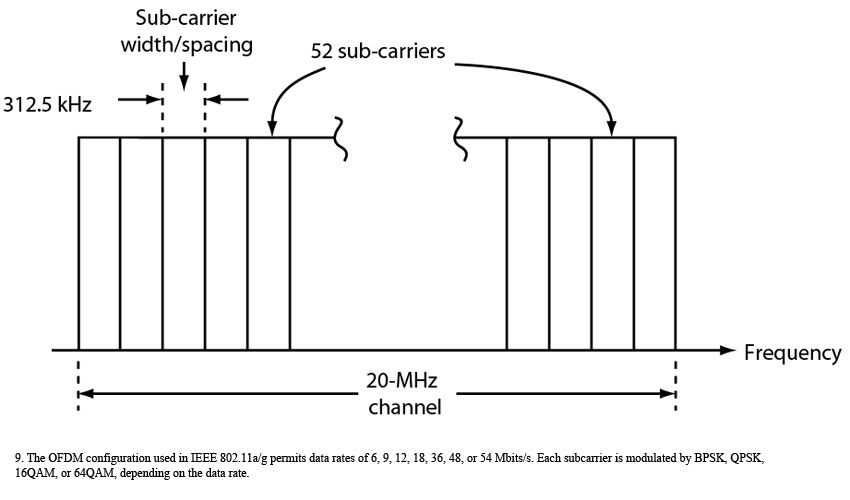 Sub-carrier
width/spacing
52 sub-carriers
312.5 kHz
Frequency
20-MHz
channel
9. The OFDM configuration used in IEEE 802.11a/g permits data rates of 6, 9, 12, 18, 36, 48, or 54 Mbits/s. Each subcarrier is modulated by BPSK, QPSK,
16QAM, or 64QAM, depending on the data rate.